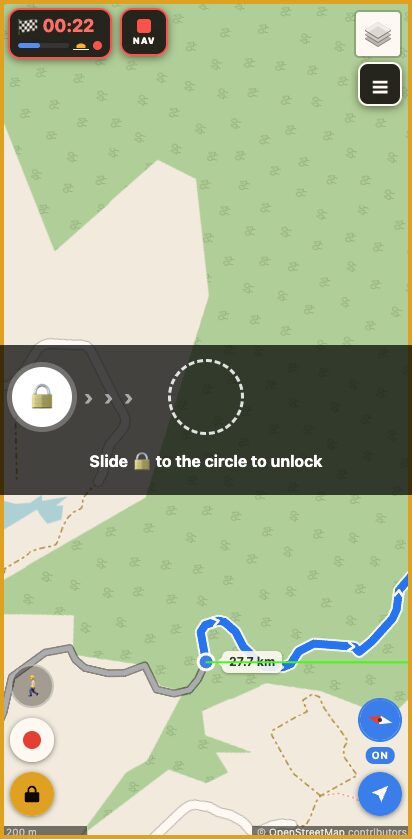 00:22
NAV
Slide 🔒 to the circle to unlock
27.7 km
ON
200 m
© OpenStreetMap contributors